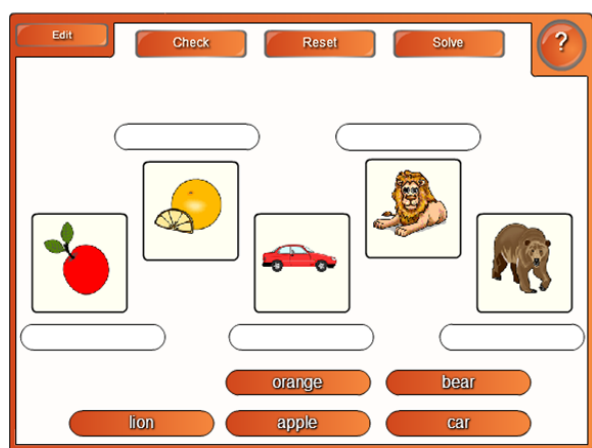 Edit
Check
Reset
Solve
?
orange
bear
lion
apple
car